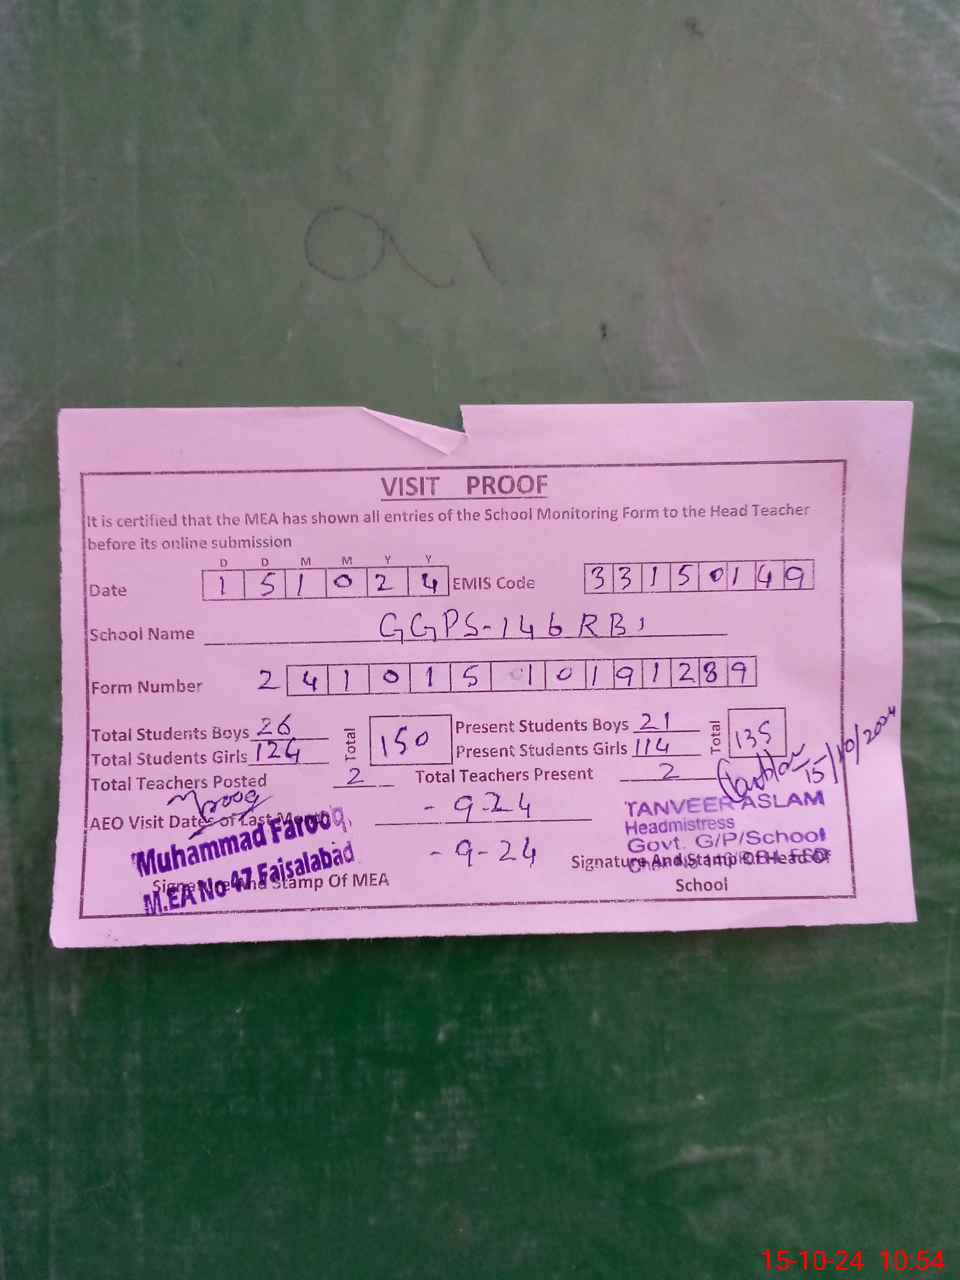 VISIT PROOF
It is certified that the MEA has shown all entries of the School Monitoring Form to the Head Teacher
before its online submission
D D M M Y Y
Date 1 5 1 0 2 4 EMIS Code 3 3 1 5 0 1 4 9
School Name GGPS-146 RB
Form Number 2 4 1 0 1 5 0 1 0 1 9 1 2 8 9
Total Students Boys 26 Total 150 Present Students Boys 21 Total 135
Total Students Girls 124 Present Students Girls 114
Total Teachers Posted 2 Total Teachers Present 2
15/10/2024
AEO Visit Dates of Last Month - 9-24
- 9-24
Muhammad Farooq,
M.EA No 47 Faisalabad
Signature And Stamp Of MEA
TANVEER ASLAM
Headmistress
Govt. G/P/School
Signature And Stamp Of Head Of
School
15-10-24 10:54